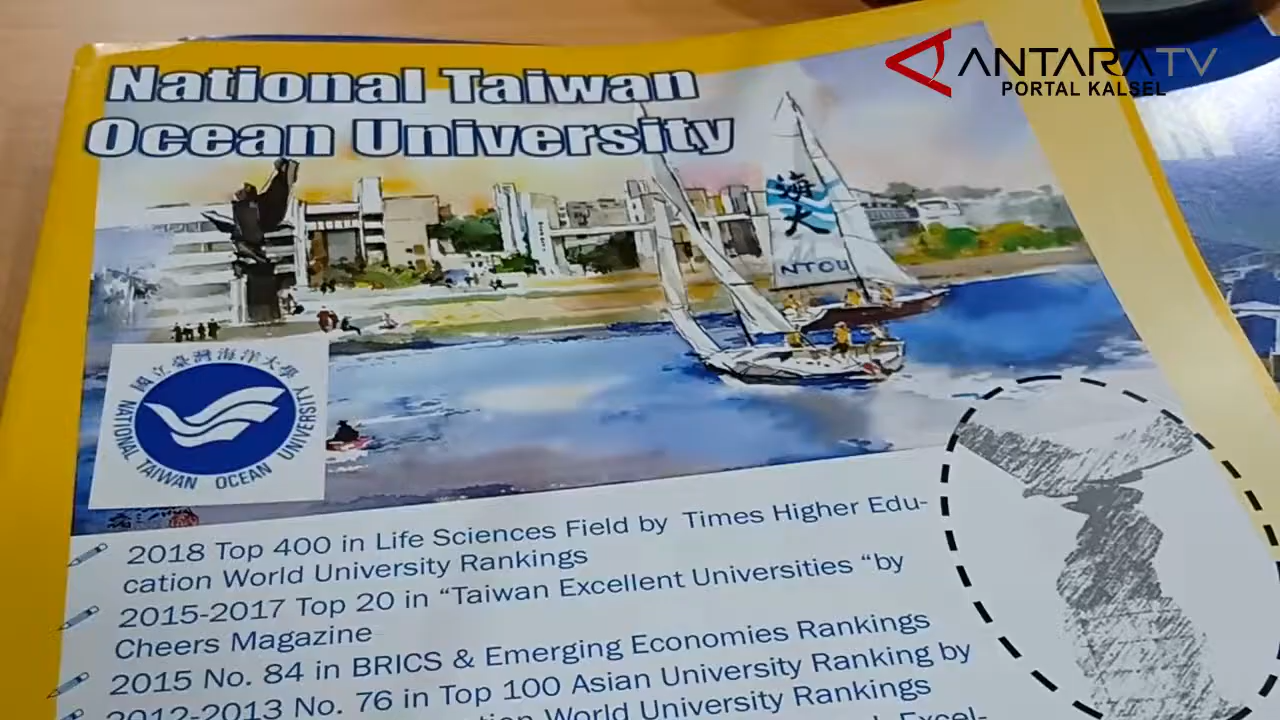 ANTARATV
PORTAL KALSEL
National Taiwan
Ocean University
海大
NTOU
國立臺灣海洋大學
NATIONAL TAIWAN OCEAN UNIVERSITY
2018 Top 400 in Life Sciences Field by Times Higher Edu-
cation World University Rankings
2015-2017 Top 20 in “Taiwan Excellent Universities “by
Cheers Magazine
2015 No. 84 in BRICS & Emerging Economies Rankings
2012-2013 No. 76 in Top 100 Asian University Ranking by
World University Rankings
Excel-